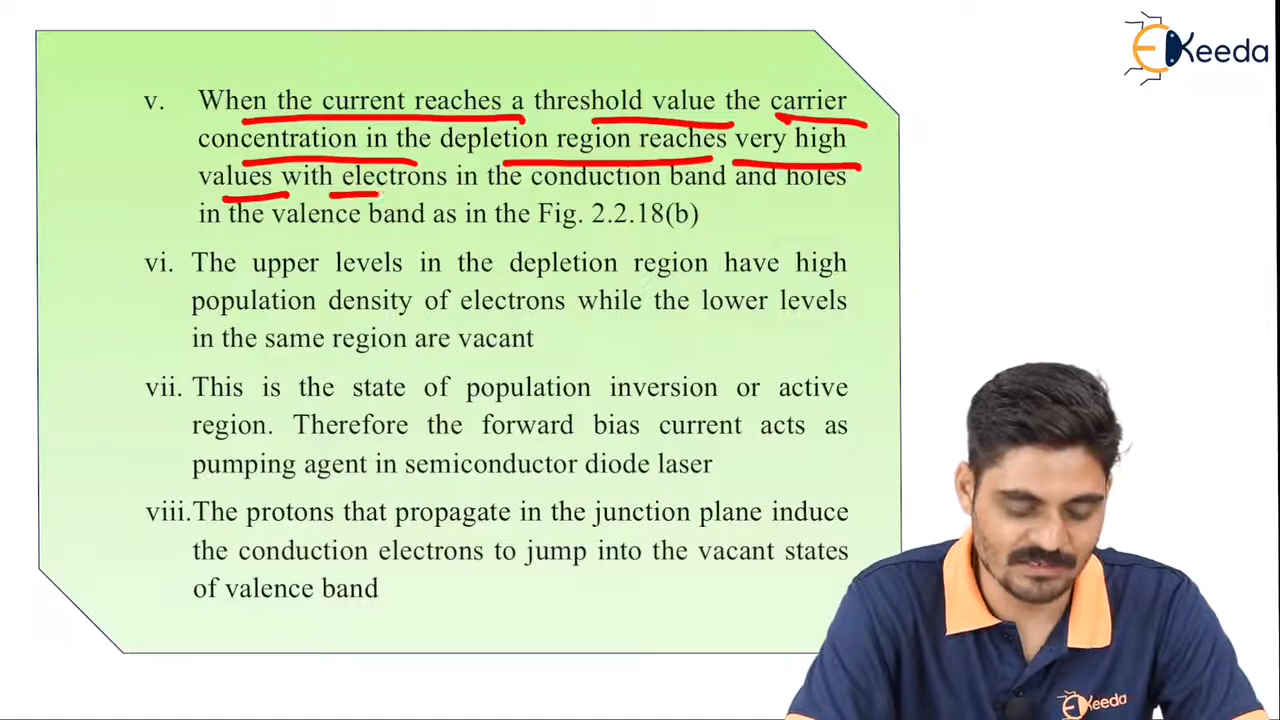 EKeeda
v. When the current reaches a threshold value the carrier
concentration in the depletion region reaches very high
values with electrons in the conduction band and holes
in the valence band as in the Fig. 2.2.18(b)
vi. The upper levels in the depletion region have high
population density of electrons while the lower levels
in the same region are vacant
vii. This is the state of population inversion or active
region. Therefore the forward bias current acts as
pumping agent in semiconductor diode laser
viii.The protons that propagate in the junction plane induce
the conduction electrons to jump into the vacant states
of valence band
EKeeda